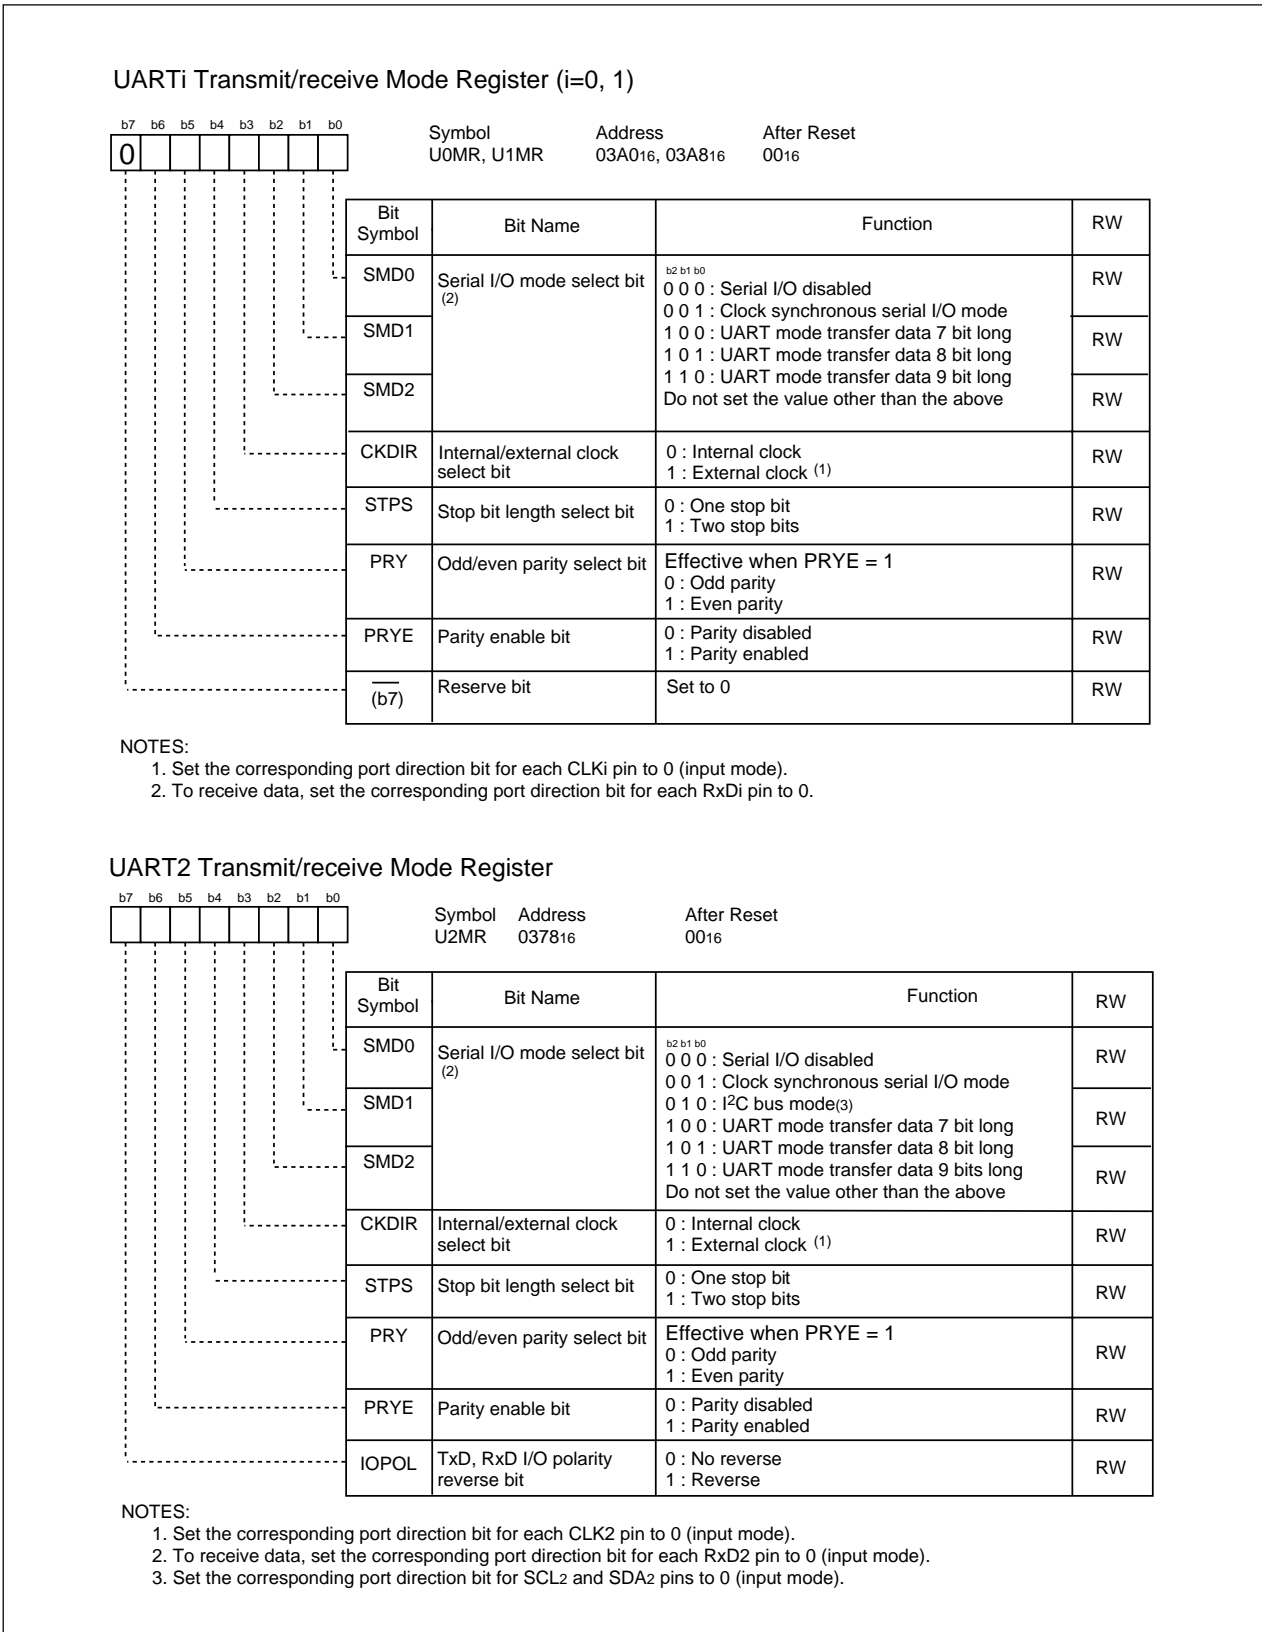 UARTi Transmit/receive Mode Register (i=0, 1)
b7 b6 b5 b4 b3 b2 b1 b0
0
Symbol Address After Reset
U0MR, U1MR 03A016, 03A816 0016
Bit Symbol Bit Name Function RW
SMD0 Serial I/O mode select bit (2) RW
SMD1 RW
SMD2 RW
b2 b1 b0
0 0 0 : Serial I/O disabled
0 0 1 : Clock synchronous serial I/O mode
1 0 0 : UART mode transfer data 7 bit long
1 0 1 : UART mode transfer data 8 bit long
1 1 0 : UART mode transfer data 9 bit long
Do not set the value other than the above
CKDIR Internal/external clock select bit RW
0 : Internal clock
1 : External clock (1)
STPS Stop bit length select bit RW
0 : One stop bit
1 : Two stop bits
PRY Odd/even parity select bit RW
Effective when PRYE = 1
0 : Odd parity
1 : Even parity
PRYE Parity enable bit RW
0 : Parity disabled
1 : Parity enabled
(b7) Reserve bit Set to 0 RW
NOTES:
1. Set the corresponding port direction bit for each CLKi pin to 0 (input mode).
2. To receive data, set the corresponding port direction bit for each RxDi pin to 0.
UART2 Transmit/receive Mode Register
b7 b6 b5 b4 b3 b2 b1 b0
Symbol Address After Reset
U2MR 037816 0016
Bit Symbol Bit Name Function RW
SMD0 Serial I/O mode select bit (2) RW
SMD1 RW
SMD2 RW
b2 b1 b0
0 0 0 : Serial I/O disabled
0 0 1 : Clock synchronous serial I/O mode
0 1 0 : I2C bus mode(3)
1 0 0 : UART mode transfer data 7 bit long
1 0 1 : UART mode transfer data 8 bit long
1 1 0 : UART mode transfer data 9 bits long
Do not set the value other than the above
CKDIR Internal/external clock select bit RW
0 : Internal clock
1 : External clock (1)
STPS Stop bit length select bit RW
0 : One stop bit
1 : Two stop bits
PRY Odd/even parity select bit RW
Effective when PRYE = 1
0 : Odd parity
1 : Even parity
PRYE Parity enable bit RW
0 : Parity disabled
1 : Parity enabled
IOPOL TxD, RxD I/O polarity reverse bit RW
0 : No reverse
1 : Reverse
NOTES:
1. Set the corresponding port direction bit for each CLK2 pin to 0 (input mode).
2. To receive data, set the corresponding port direction bit for each RxD2 pin to 0 (input mode).
3. Set the corresponding port direction bit for SCL2 and SDA2 pins to 0 (input mode).